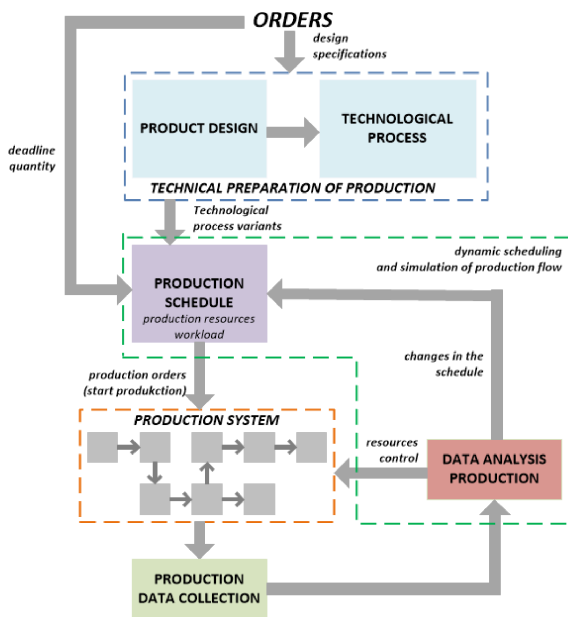 ORDERS
design
specifications
PRODUCT DESIGN
TECHNOLOGICAL
PROCESS
deadline
quantity
TECHNICAL PREPARATION OF PRODUCTION
Technological
process variants
dynamic scheduling
and simulation of production flow
PRODUCTION
SCHEDULE
production resources
workload
changes in the
schedule
production orders
(start produkction)
PRODUCTION SYSTEM
resources
control
DATA ANALYSIS
PRODUCTION
PRODUCTION
DATA COLLECTION